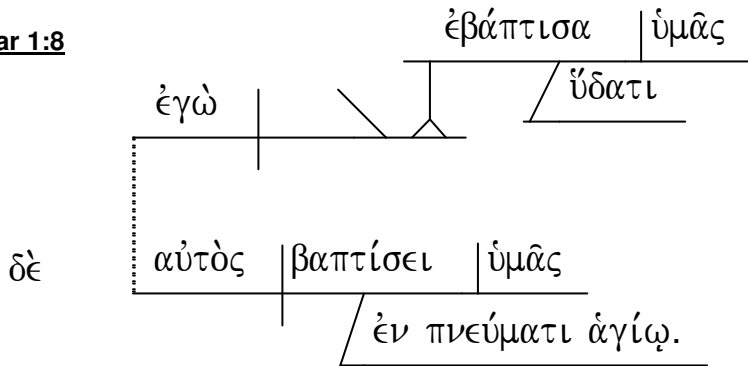 ar 1:8
ἐβάπτισα ὑμᾶς
ὕδατι
ἐγὼ
δὲ
αὐτὸς βαπτίσει ὑμᾶς
ἐν πνεύματι ἁγίῳ.